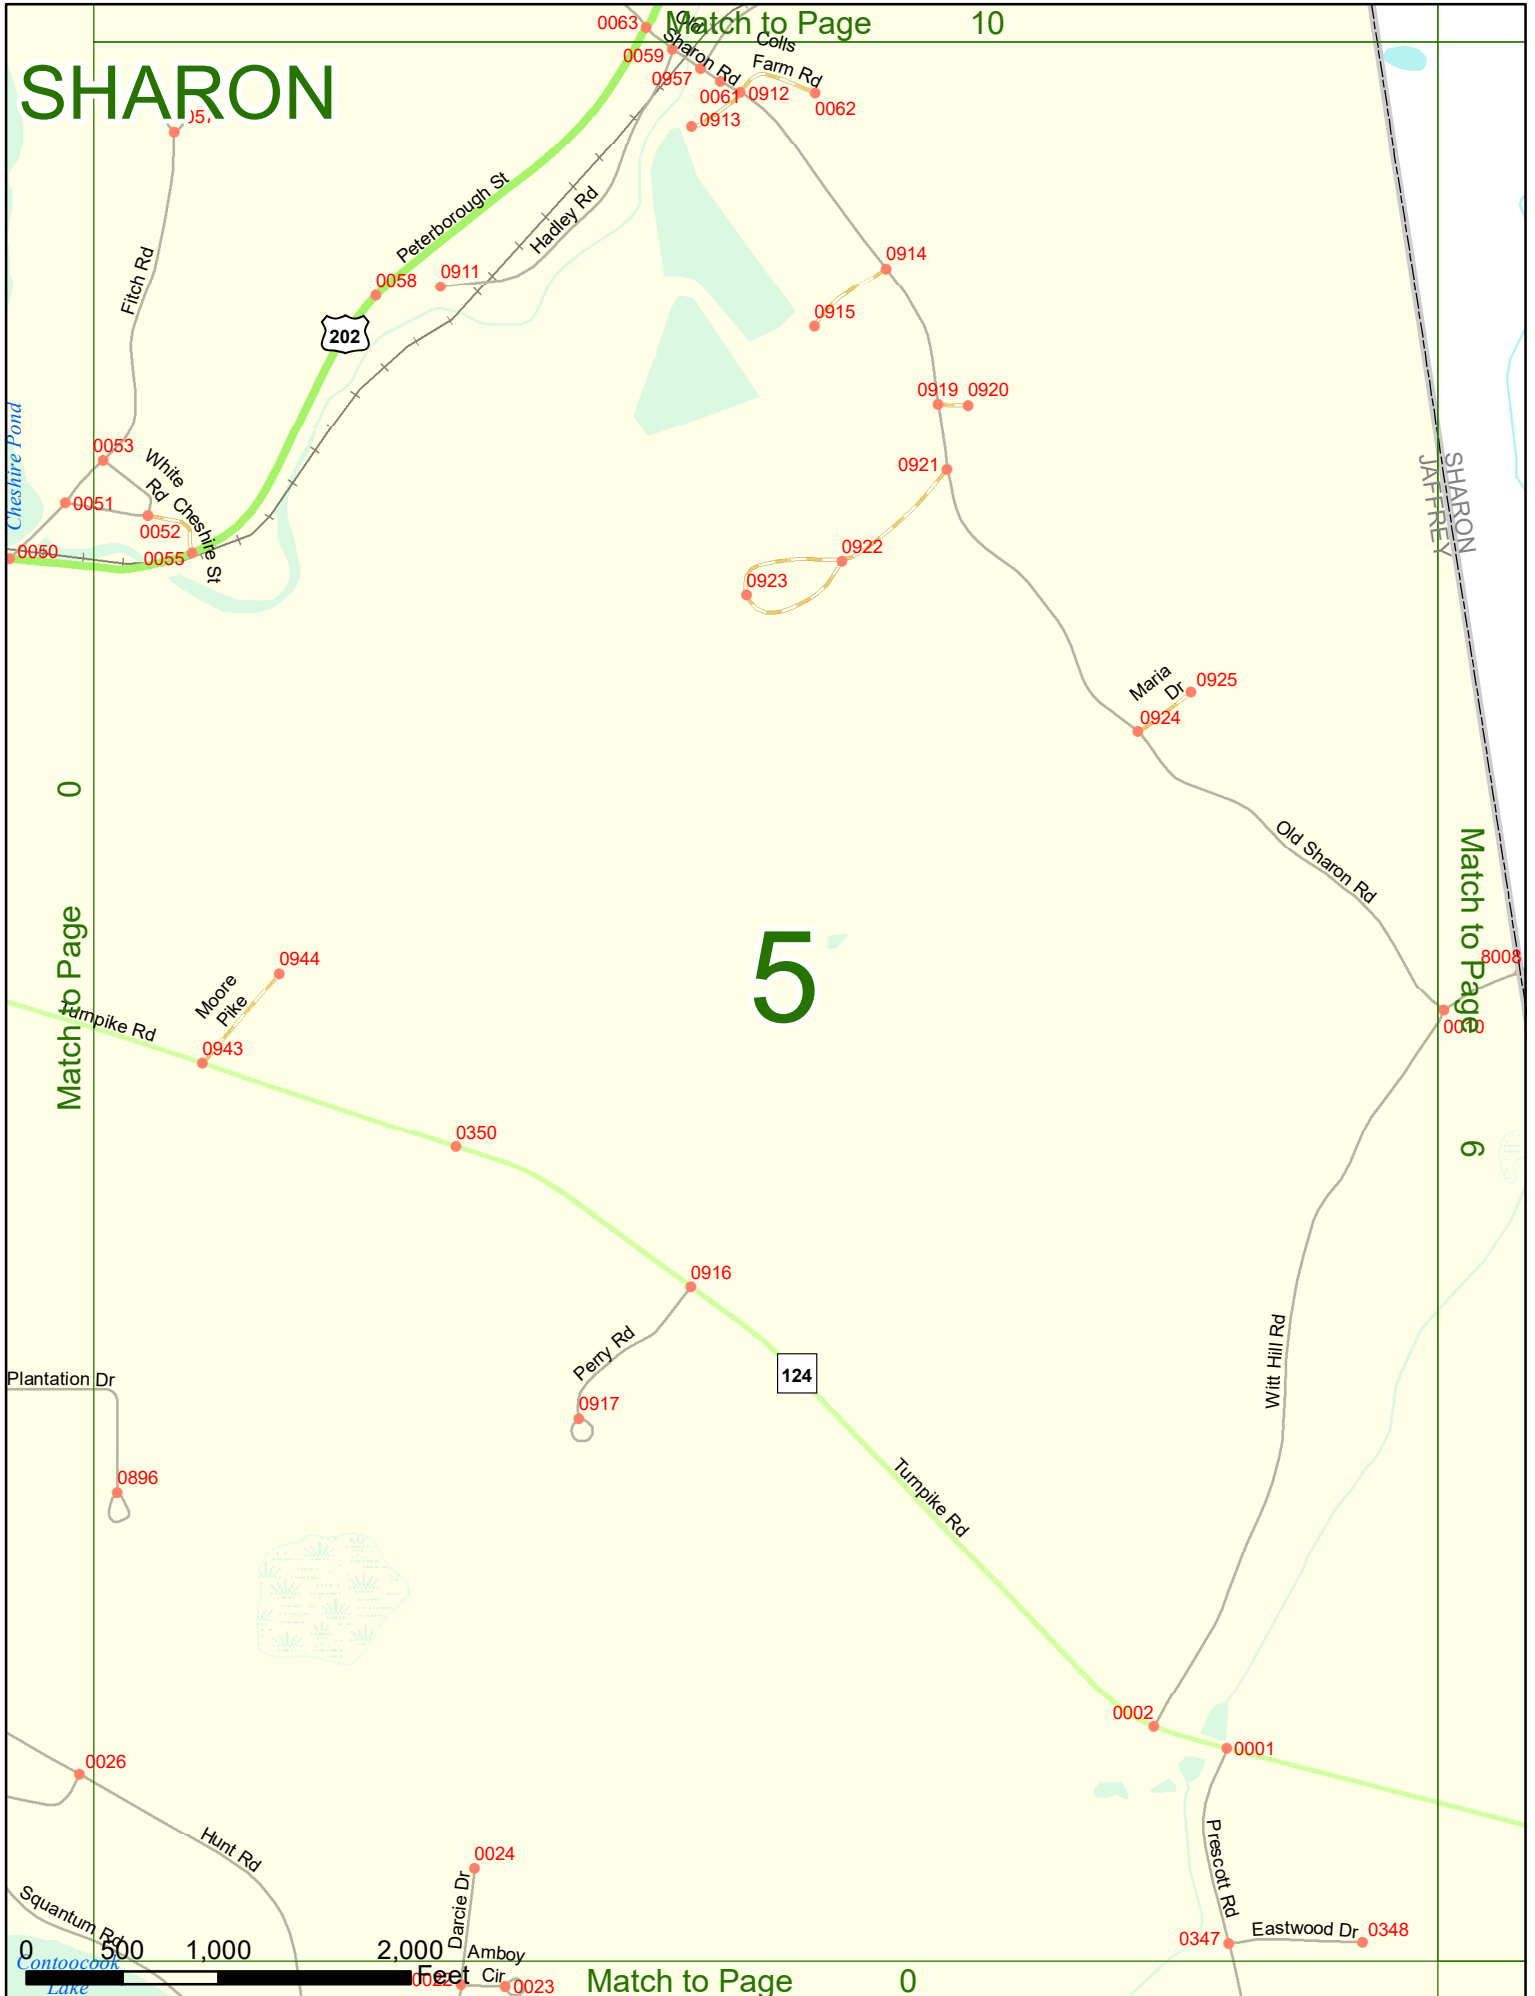 Match to Page 10
SHARON
0063
Old
Sharon Rd
Colls
Farm Rd
0059
0957
0061
0912
0062
0913
Peterborough St
Hadley Rd
Fitch Rd
0914
0058
0911
0915
202
0919
0920
Cheshire Pond
0053
White
Rd
0921
SHARON
JAFFREY
0051
Cheshire St
0052
0050
0055
0922
0923
Maria
Dr
0925
0924
0
Match to Page
Old Sharon Rd
Match to Page
6
5
0944
Moore
Pike
8008
Turnpike Rd
0943
0350
0916
Perry Rd
124
Witt Hill Rd
Plantation Dr
0917
0896
Turnpike Rd
0002
0001
0026
Hunt Rd
0024
Prescott Rd
Squantum Rd
Darcie Dr
Eastwood Dr
0348
0347
0 500 1,000 2,000
Feet
Contoocook
Lake
Amboy
Cir
0022
0023
Match to Page 0